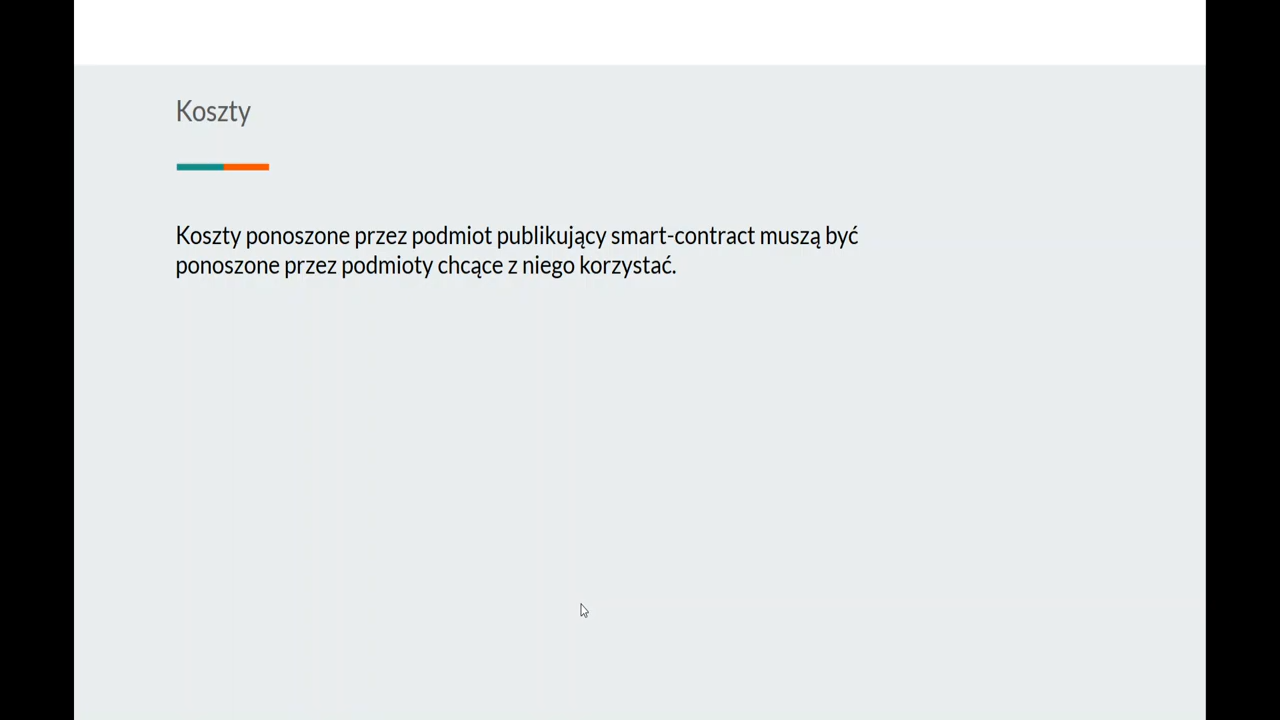 Koszty
Koszty ponoszone przez podmiot publikujący smart-contract muszą być
ponoszone przez podmioty chcące z niego korzystać.